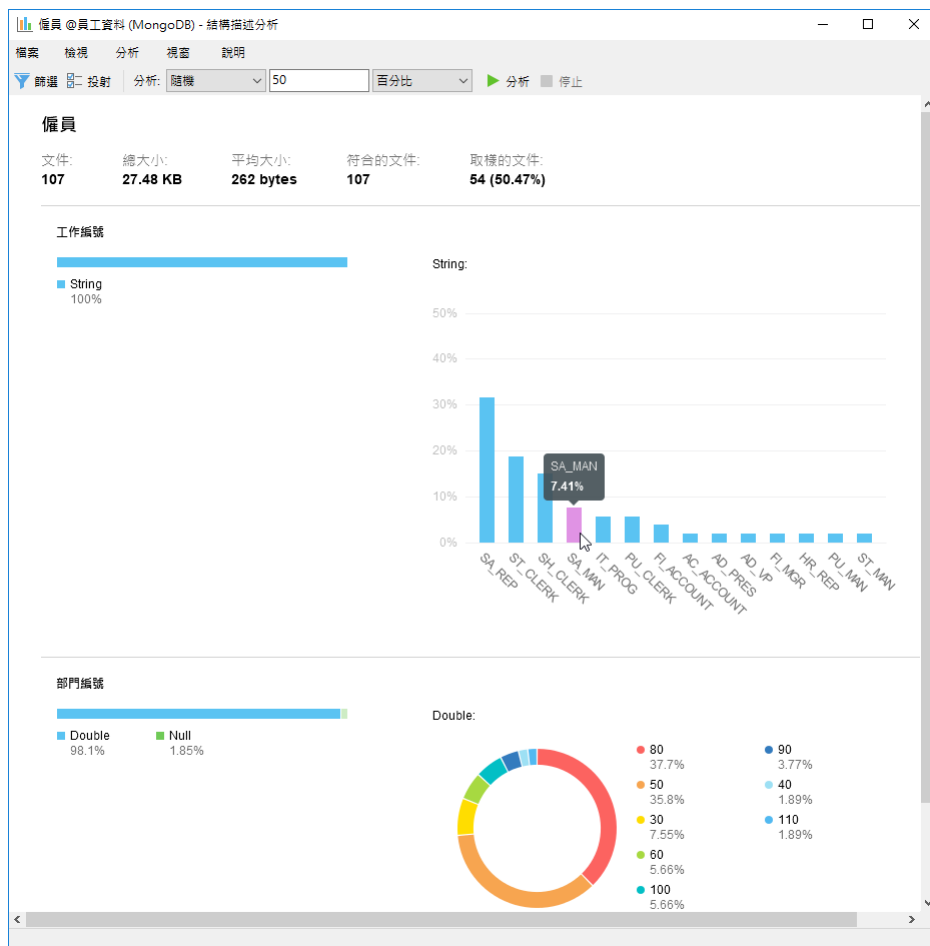 僱員 @員工資料 (MongoDB) - 結構描述分析
檔案 檢視 分析 視窗 說明
篩選 投射 分析: 隨機 50 百分比 分析 停止
僱員
文件: 總大小: 平均大小: 符合的文件: 取樣的文件:
107 27.48 KB 262 bytes 107 54 (50.47%)
工作編號
String
100%
String:
50%
40%
30%
20%
10%
0%
SA_MAN
7.41%
SA_REP ST_CLERK SH_CLERK SA_MAN IT_PROG PU_CLERK FI_ACCOUNT AC_ACCOUNT AD_PRES AD_VP FI_MGR HR_REP PU_MAN ST_MAN
部門編號
Double Null
98.1% 1.85%
Double:
80 90
37.7% 3.77%
50 40
35.8% 1.89%
30 110
7.55% 1.89%
60
5.66%
100
5.66%